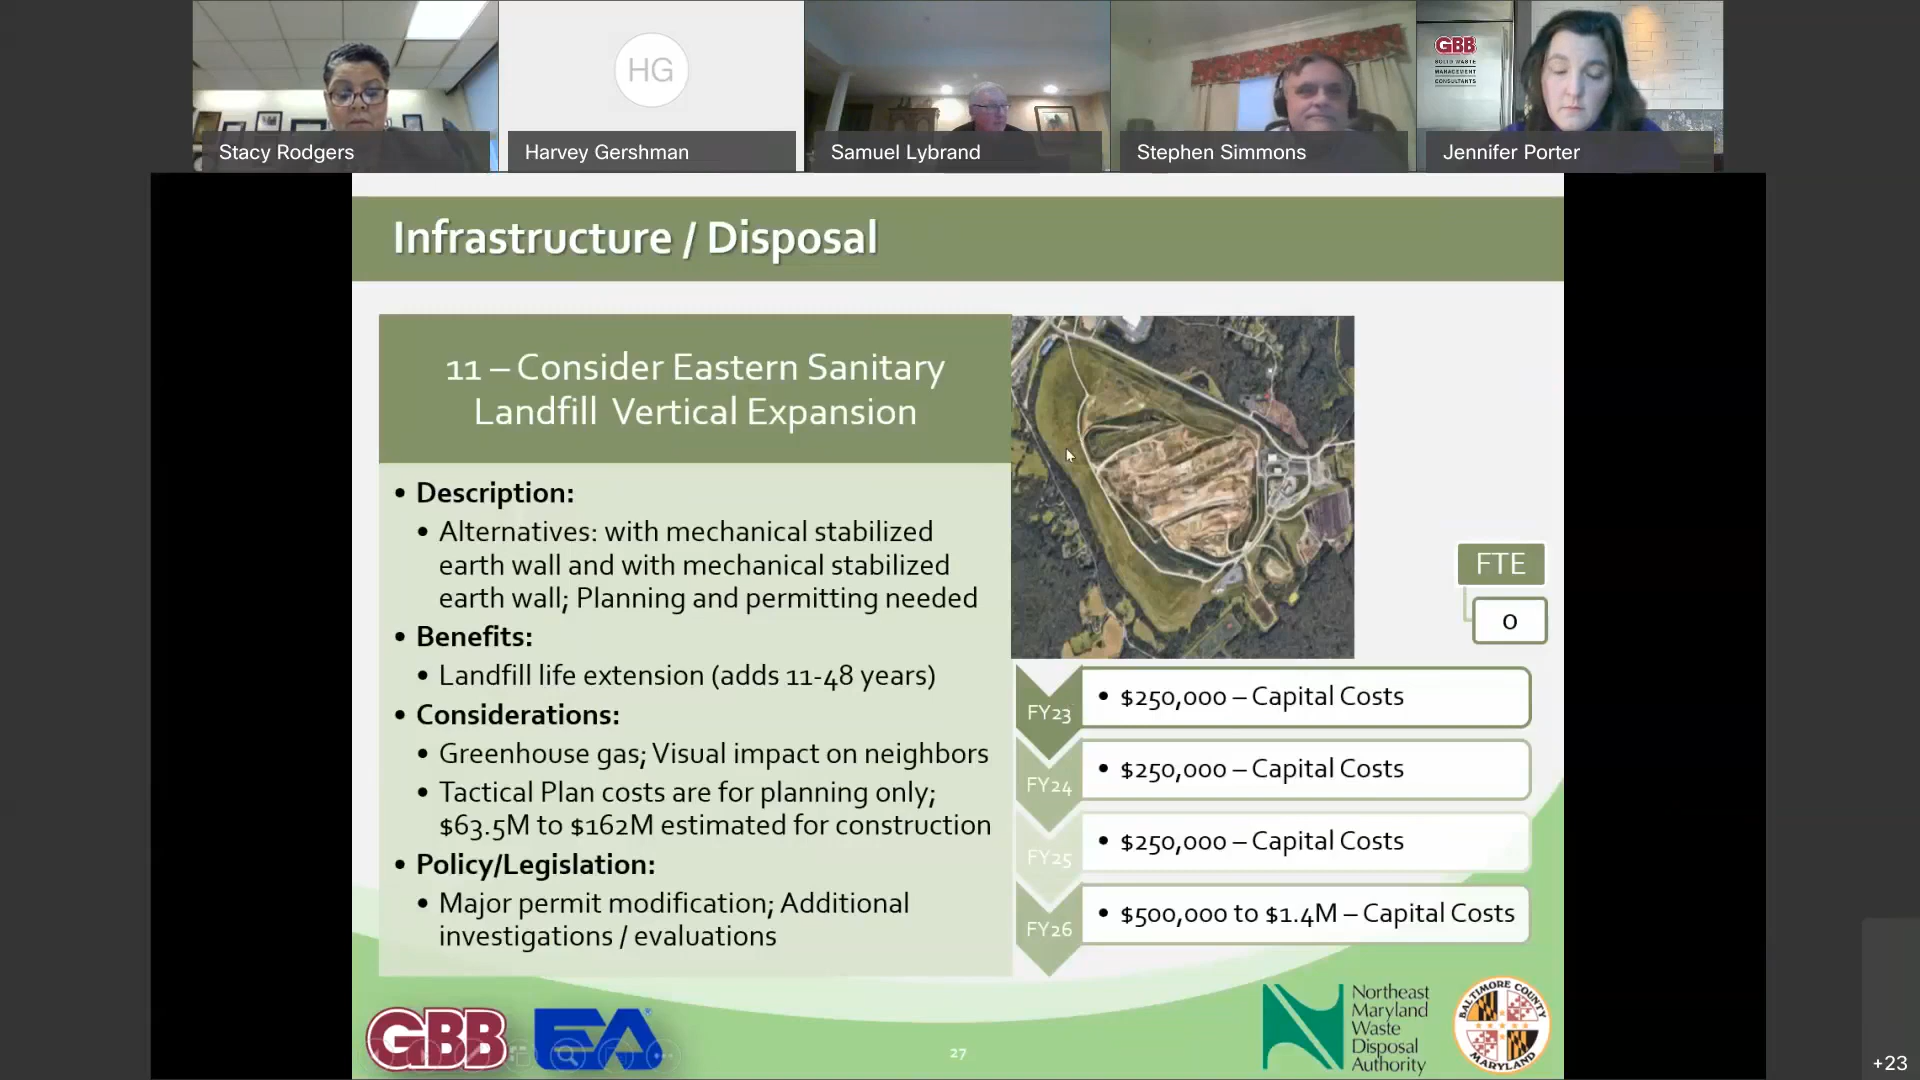 HG
GBB
SOLID WASTE
MANAGEMENT
CONSULTANTS
Stacy Rodgers
Harvey Gershman
Samuel Lybrand
Stephen Simmons
Jennifer Porter
Infrastructure / Disposal
11 – Consider Eastern Sanitary
Landfill Vertical Expansion
• Description:
• Alternatives: with mechanical stabilized
earth wall and with mechanical stabilized
earth wall; Planning and permitting needed
• Benefits:
• Landfill life extension (adds 11-48 years)
• Considerations:
• Greenhouse gas; Visual impact on neighbors
• Tactical Plan costs are for planning only;
$63.5M to $162M estimated for construction
• Policy/Legislation:
• Major permit modification; Additional
investigations / evaluations
FTE
0
FY23
• $250,000 – Capital Costs
FY24
• $250,000 – Capital Costs
FY25
• $250,000 – Capital Costs
FY26
• $500,000 to $1.4M – Capital Costs
GBB
EA®
27
Northeast
Maryland
Waste
Disposal
Authority
BALTIMORE COUNTY
MARYLAND
+23